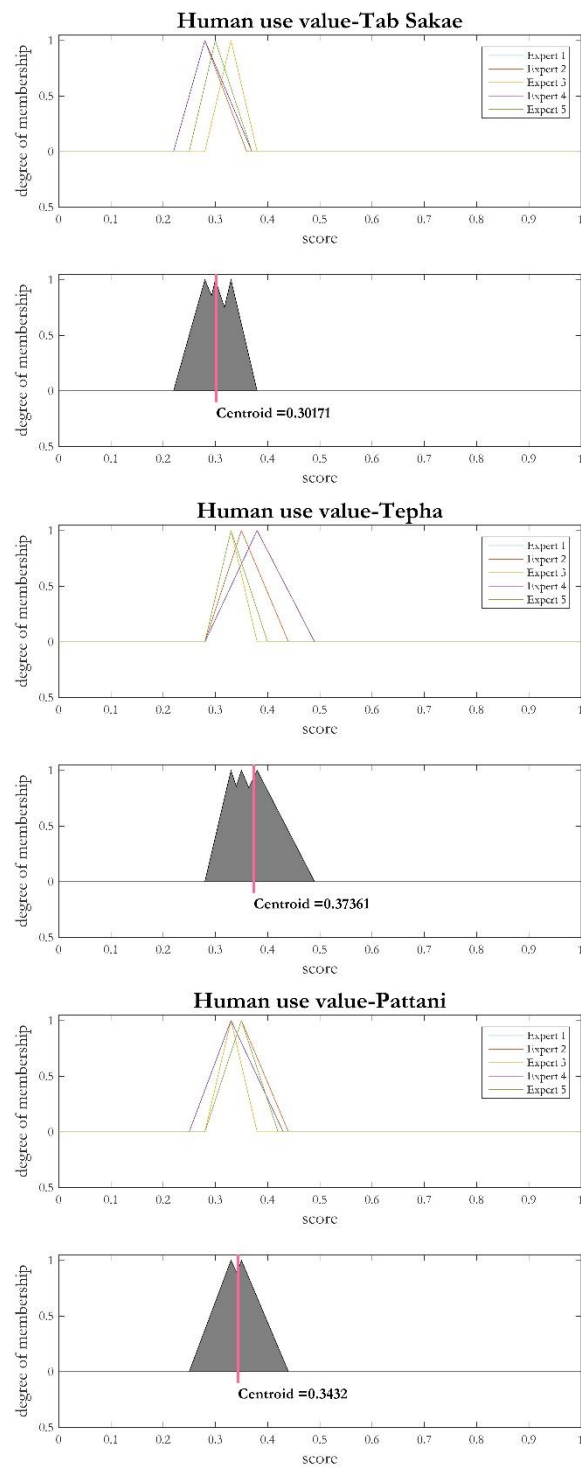 Human use value-Tab Sakae
1
0.5
0
0.5
degree of membership
Expert 1
Expert 2
Expert 3
Expert 4
Expert 5
0 0.1 0.2 0.3 0.4 0.5 0.6 0.7 0.8 0.9 1
score
1
0.5
0
0.5
degree of membership
Centroid =0.30171
0 0.1 0.2 0.3 0.4 0.5 0.6 0.7 0.8 0.9 1
score
Human use value-Tepha
1
0.5
0
0.5
degree of membership
Expert 1
Expert 2
Expert 3
Expert 4
Expert 5
0 0.1 0.2 0.3 0.4 0.5 0.6 0.7 0.8 0.9 1
score
1
0.5
0
0.5
degree of membership
Centroid =0.37361
0 0.1 0.2 0.3 0.4 0.5 0.6 0.7 0.8 0.9 1
score
Human use value-Pattani
1
0.5
0
0.5
degree of membership
Expert 1
Expert 2
Expert 3
Expert 4
Expert 5
0 0.1 0.2 0.3 0.4 0.5 0.6 0.7 0.8 0.9 1
score
1
0.5
0
0.5
degree of membership
Centroid =0.3432
0 0.1 0.2 0.3 0.4 0.5 0.6 0.7 0.8 0.9 1
score